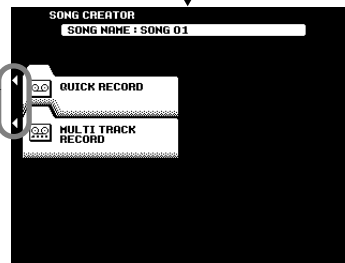 SONG CREATOR
SONG NAME : SONG 01
QUICK RECORD
MULTI TRACK
RECORD